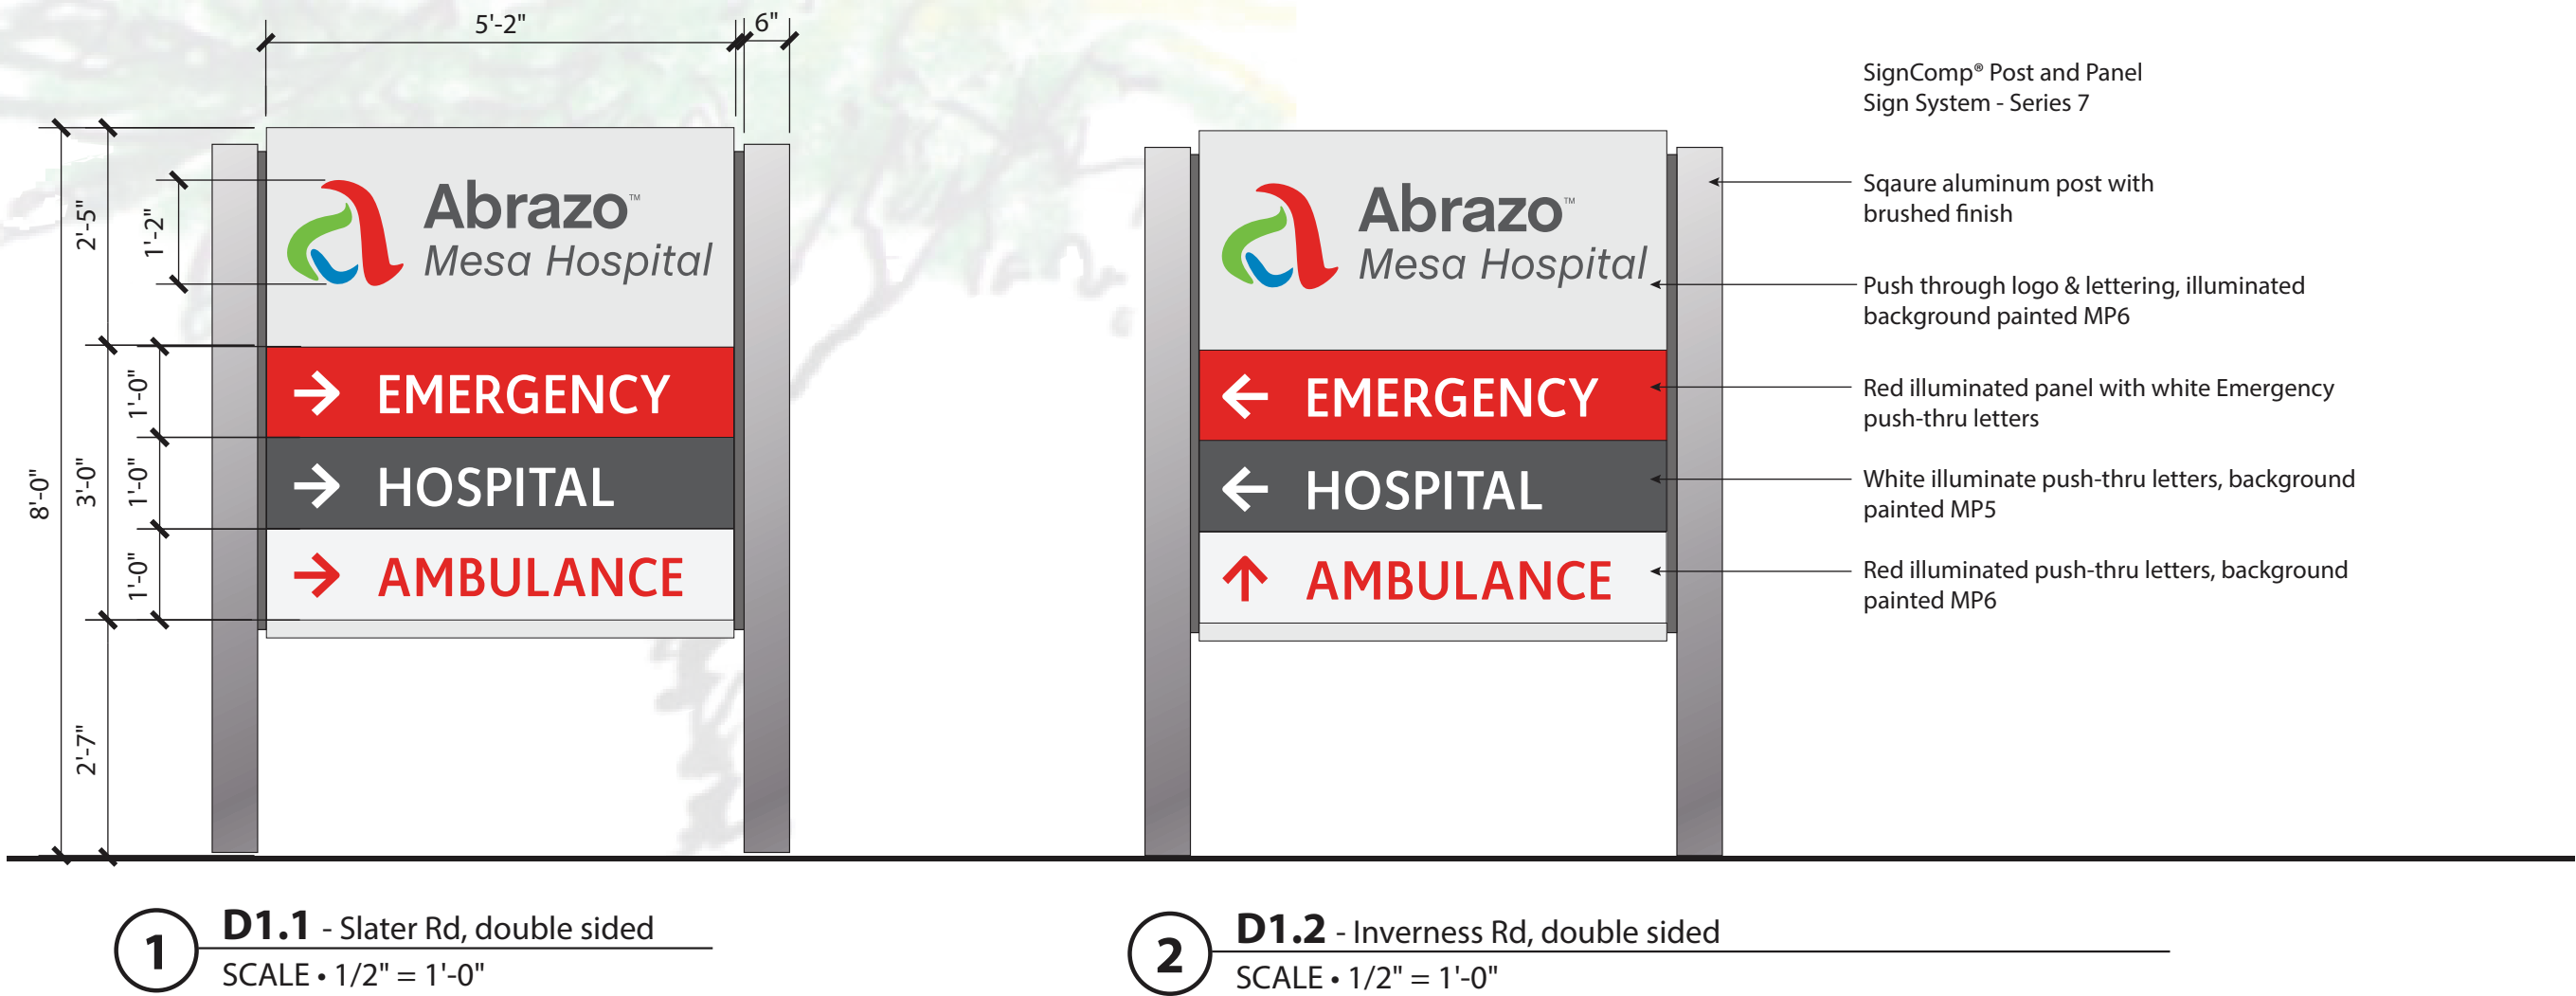 5'-2"
6"
8'-0"
2'-5"
1'-2"
3'-0"
1'-0"
1'-0"
1'-0"
2'-7"
Abrazo™
Mesa Hospital
→ EMERGENCY
→ HOSPITAL
→ AMBULANCE
Abrazo™
Mesa Hospital
← EMERGENCY
← HOSPITAL
↑ AMBULANCE
SignComp® Post and Panel
Sign System - Series 7
Sqaure aluminum post with
brushed finish
Push through logo & lettering, illuminated
background painted MP6
Red illuminated panel with white Emergency
push-thru letters
White illuminate push-thru letters, background
painted MP5
Red illuminated push-thru letters, background
painted MP6
1
D1.1 - Slater Rd, double sided
SCALE • 1/2" = 1'-0"
2
D1.2 - Inverness Rd, double sided
SCALE • 1/2" = 1'-0"